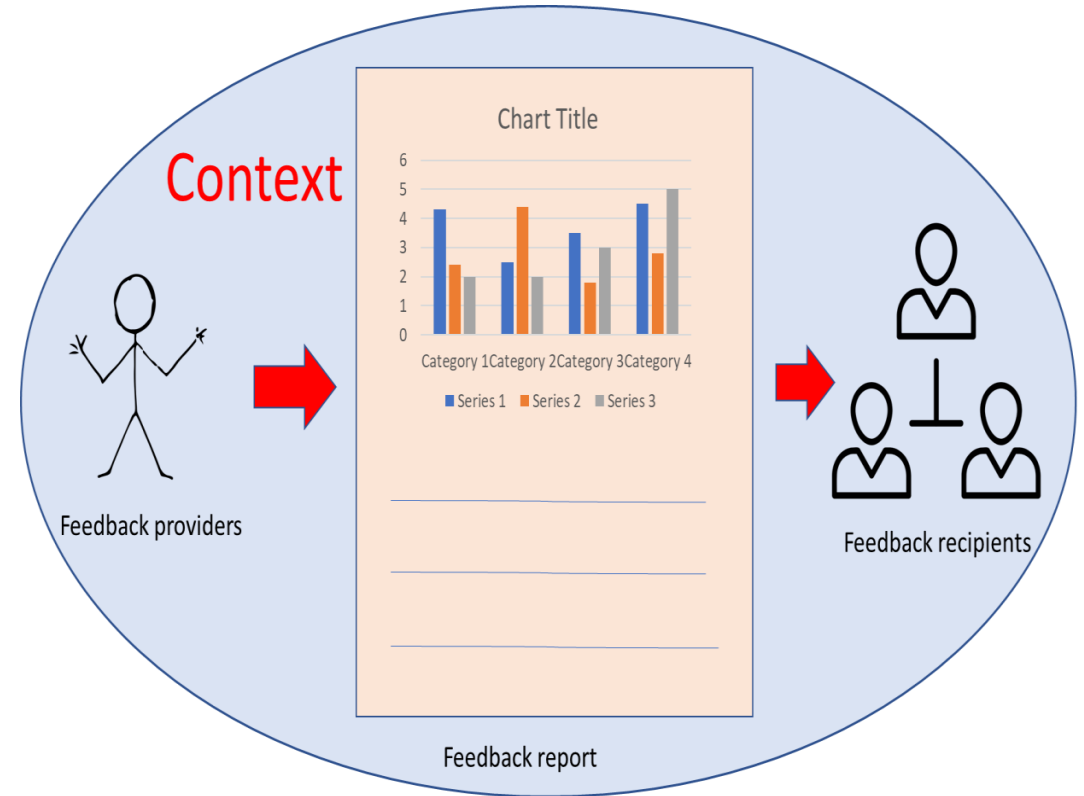 Context
Chart Title
6
5
4
3
2
1
0
Category 1Category 2Category 3Category 4
Series 1 Series 2 Series 3
Feedback providers
Feedback recipients
Feedback report